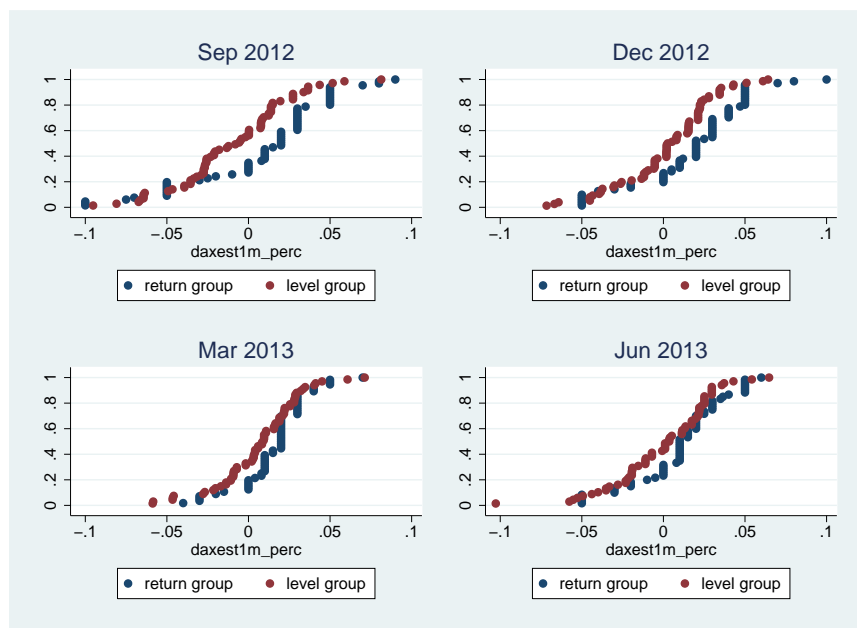 Sep 2012
0 .2 .4 .6 .8 1
−.1 −.05 0 .05 .1
daxest1m_perc
return group level group
Dec 2012
0 .2 .4 .6 .8 1
−.1 −.05 0 .05 .1
daxest1m_perc
return group level group
Mar 2013
0 .2 .4 .6 .8 1
−.1 −.05 0 .05 .1
daxest1m_perc
return group level group
Jun 2013
0 .2 .4 .6 .8 1
−.1 −.05 0 .05 .1
daxest1m_perc
return group level group